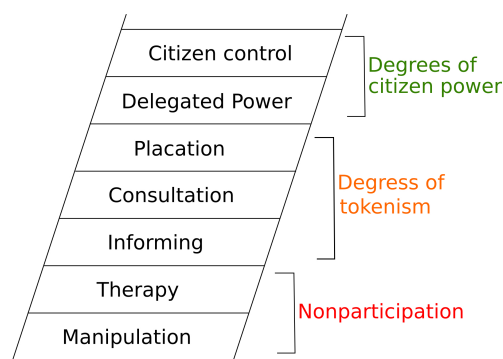 Citizen control
Delegated Power
Placation
Consultation
Informing
Therapy
Manipulation
Degrees of
citizen power
Degress of
tokenism
Nonparticipation